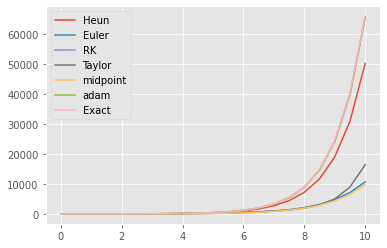 Heun
Euler
RK
Taylor
midpoint
adam
Exact
60000
50000
40000
30000
20000
10000
0
0 2 4 6 8 10